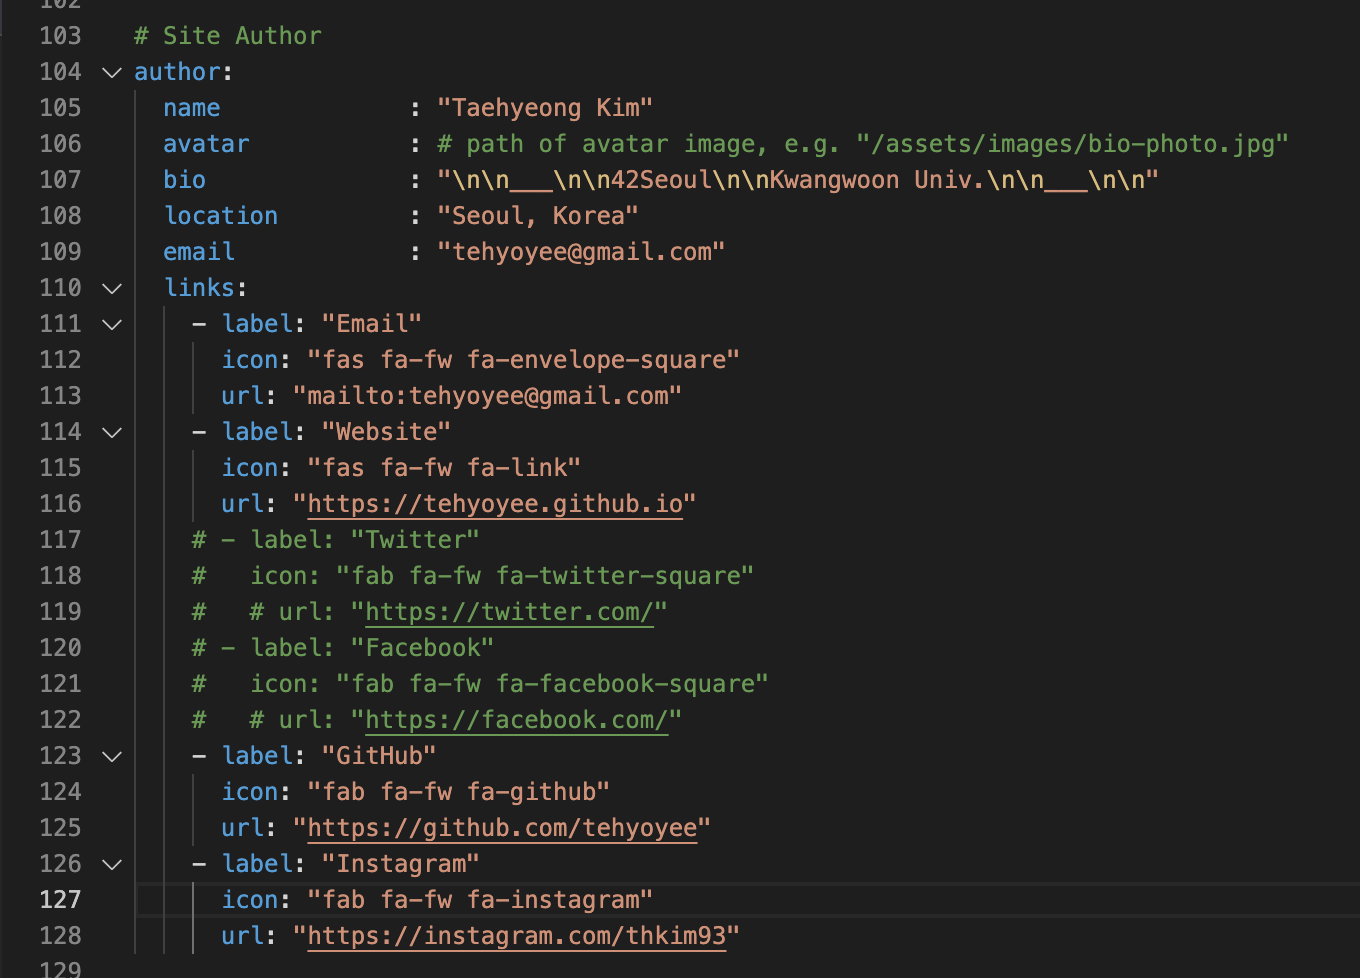 102
103 # Site Author
104 author:
105 name : "Taehyeong Kim"
106 avatar : # path of avatar image, e.g. "/assets/images/bio-photo.jpg"
107 bio : "\n\n___\n\n42Seoul\n\nKwangwoon Univ.\n\n___\n\n"
108 location : "Seoul, Korea"
109 email : "tehyoyee@gmail.com"
110 links:
111 - label: "Email"
112 icon: "fas fa-fw fa-envelope-square"
113 url: "mailto:tehyoyee@gmail.com"
114 - label: "Website"
115 icon: "fas fa-fw fa-link"
116 url: "https://tehyoyee.github.io"
117 # - label: "Twitter"
118 #   icon: "fab fa-fw fa-twitter-square"
119 #   # url: "https://twitter.com/"
120 # - label: "Facebook"
121 #   icon: "fab fa-fw fa-facebook-square"
122 #   # url: "https://facebook.com/"
123 - label: "GitHub"
124 icon: "fab fa-fw fa-github"
125 url: "https://github.com/tehyoyee"
126 - label: "Instagram"
127 icon: "fab fa-fw fa-instagram"
128 url: "https://instagram.com/thkim93"
129